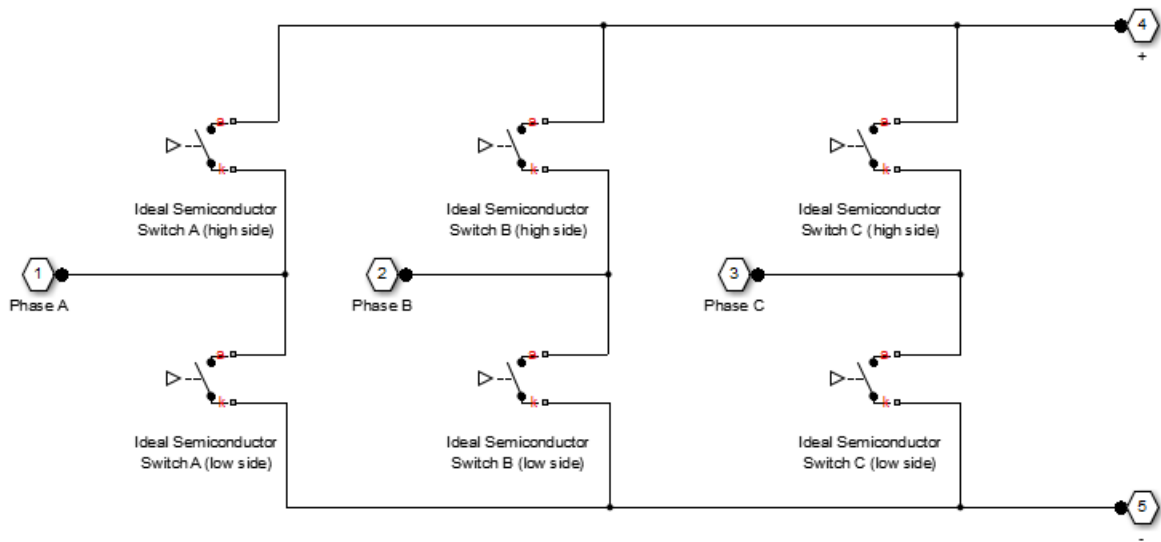 4
+
a
a
a
k
k
k
Ideal Semiconductor
Switch A (high side)
Ideal Semiconductor
Switch B (high side)
Ideal Semiconductor
Switch C (high side)
1
Phase A
2
Phase B
3
Phase C
a
a
a
k
k
k
Ideal Semiconductor
Switch A (low side)
Ideal Semiconductor
Switch B (low side)
Ideal Semiconductor
Switch C (low side)
5
-